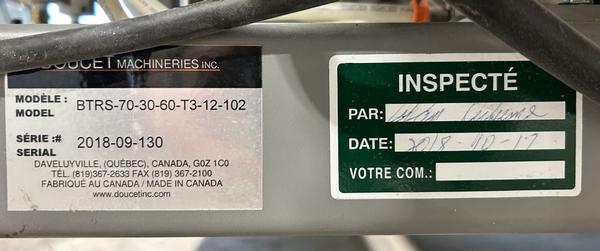 DOUCET MACHINERIES INC.
MODÈLE : BTRS-70-30-60-T3-12-102
MODEL
SÉRIE :# 2018-09-130
SERIAL
DAVELUYVILLE, (QUÉBEC), CANADA, G0Z 1C0
TÉL. (819)367-2633 FAX (819) 367-2100
FABRIQUÉ AU CANADA / MADE IN CANADA
www.doucetinc.com
INSPECTÉ
PAR:
DATE: 2018-10-17
VOTRE COM.: